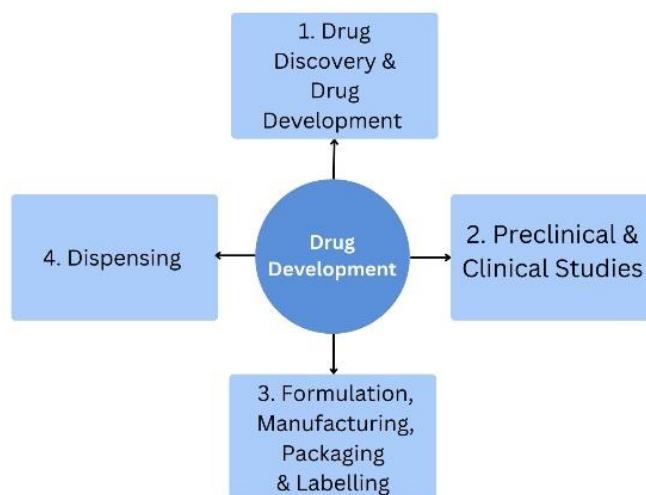 1. Drug
Discovery &
Drug
Development
Drug
Development
2. Preclinical &
Clinical Studies
3. Formulation,
Manufacturing,
Packaging
& Labelling
4. Dispensing